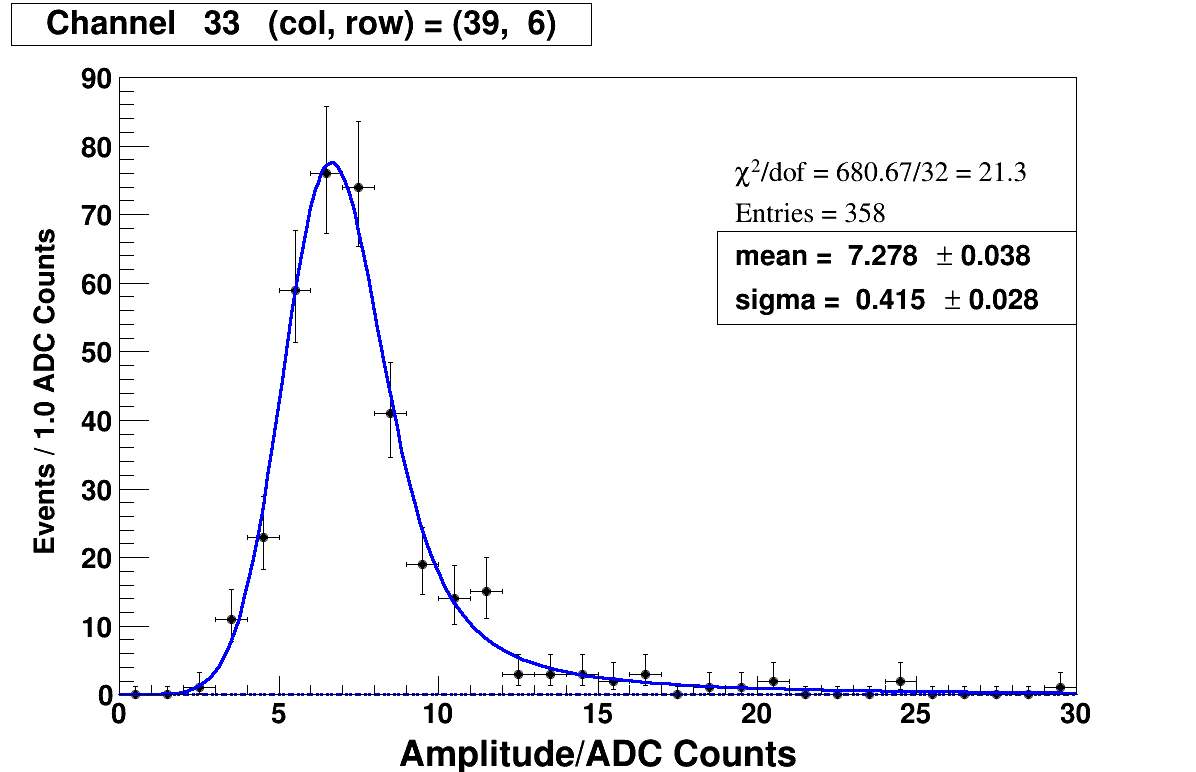 Channel 33 (col, row) = (39, 6)
90
80
70
60
50
40
30
20
10
0
Events / 1.0 ADC Counts
χ²/dof = 680.67/32 = 21.3
Entries = 358
mean = 7.278 ± 0.038
sigma = 0.415 ± 0.028
0 5 10 15 20 25 30
Amplitude/ADC Counts